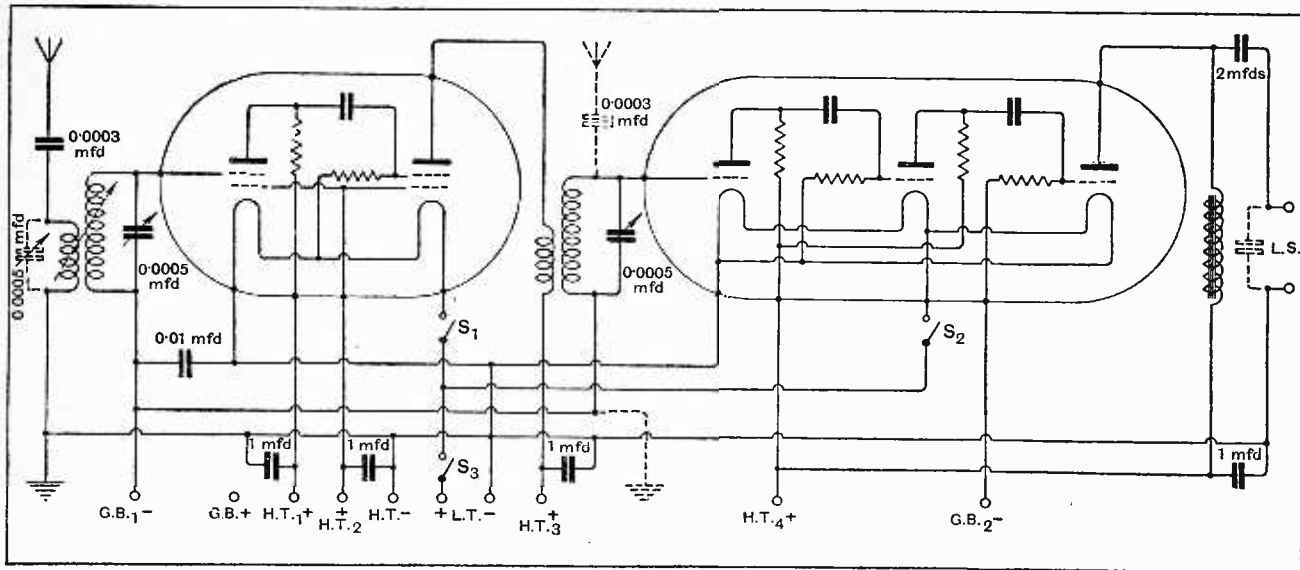 0·0003
mfd
0·0005 mfd
0·0005
mfd
0·01 mfd
S1
1 mfd
1 mfd
S3
0·0003
mfd
0·0005
mfd
1 mfd
S2
2 mfds
L.S.
1 mfd
G.B.1-
G.B.+
H.T.1+
H.T.2+
H.T.-
+ L.T.-
H.T.3+
H.T.4+
G.B.2-